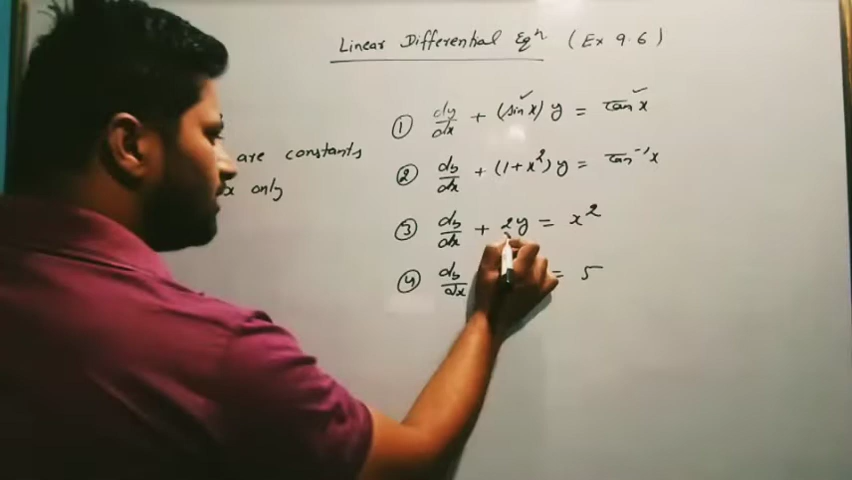 Linear Differential Eqⁿ (Ex 9.6)
① dy/dx + (sin x) y = tan x
are constants
② dy/dx + (1+x²) y = tan⁻¹ x
x only
③ dy/dx + 2y = x²
④ dy/dx = 5